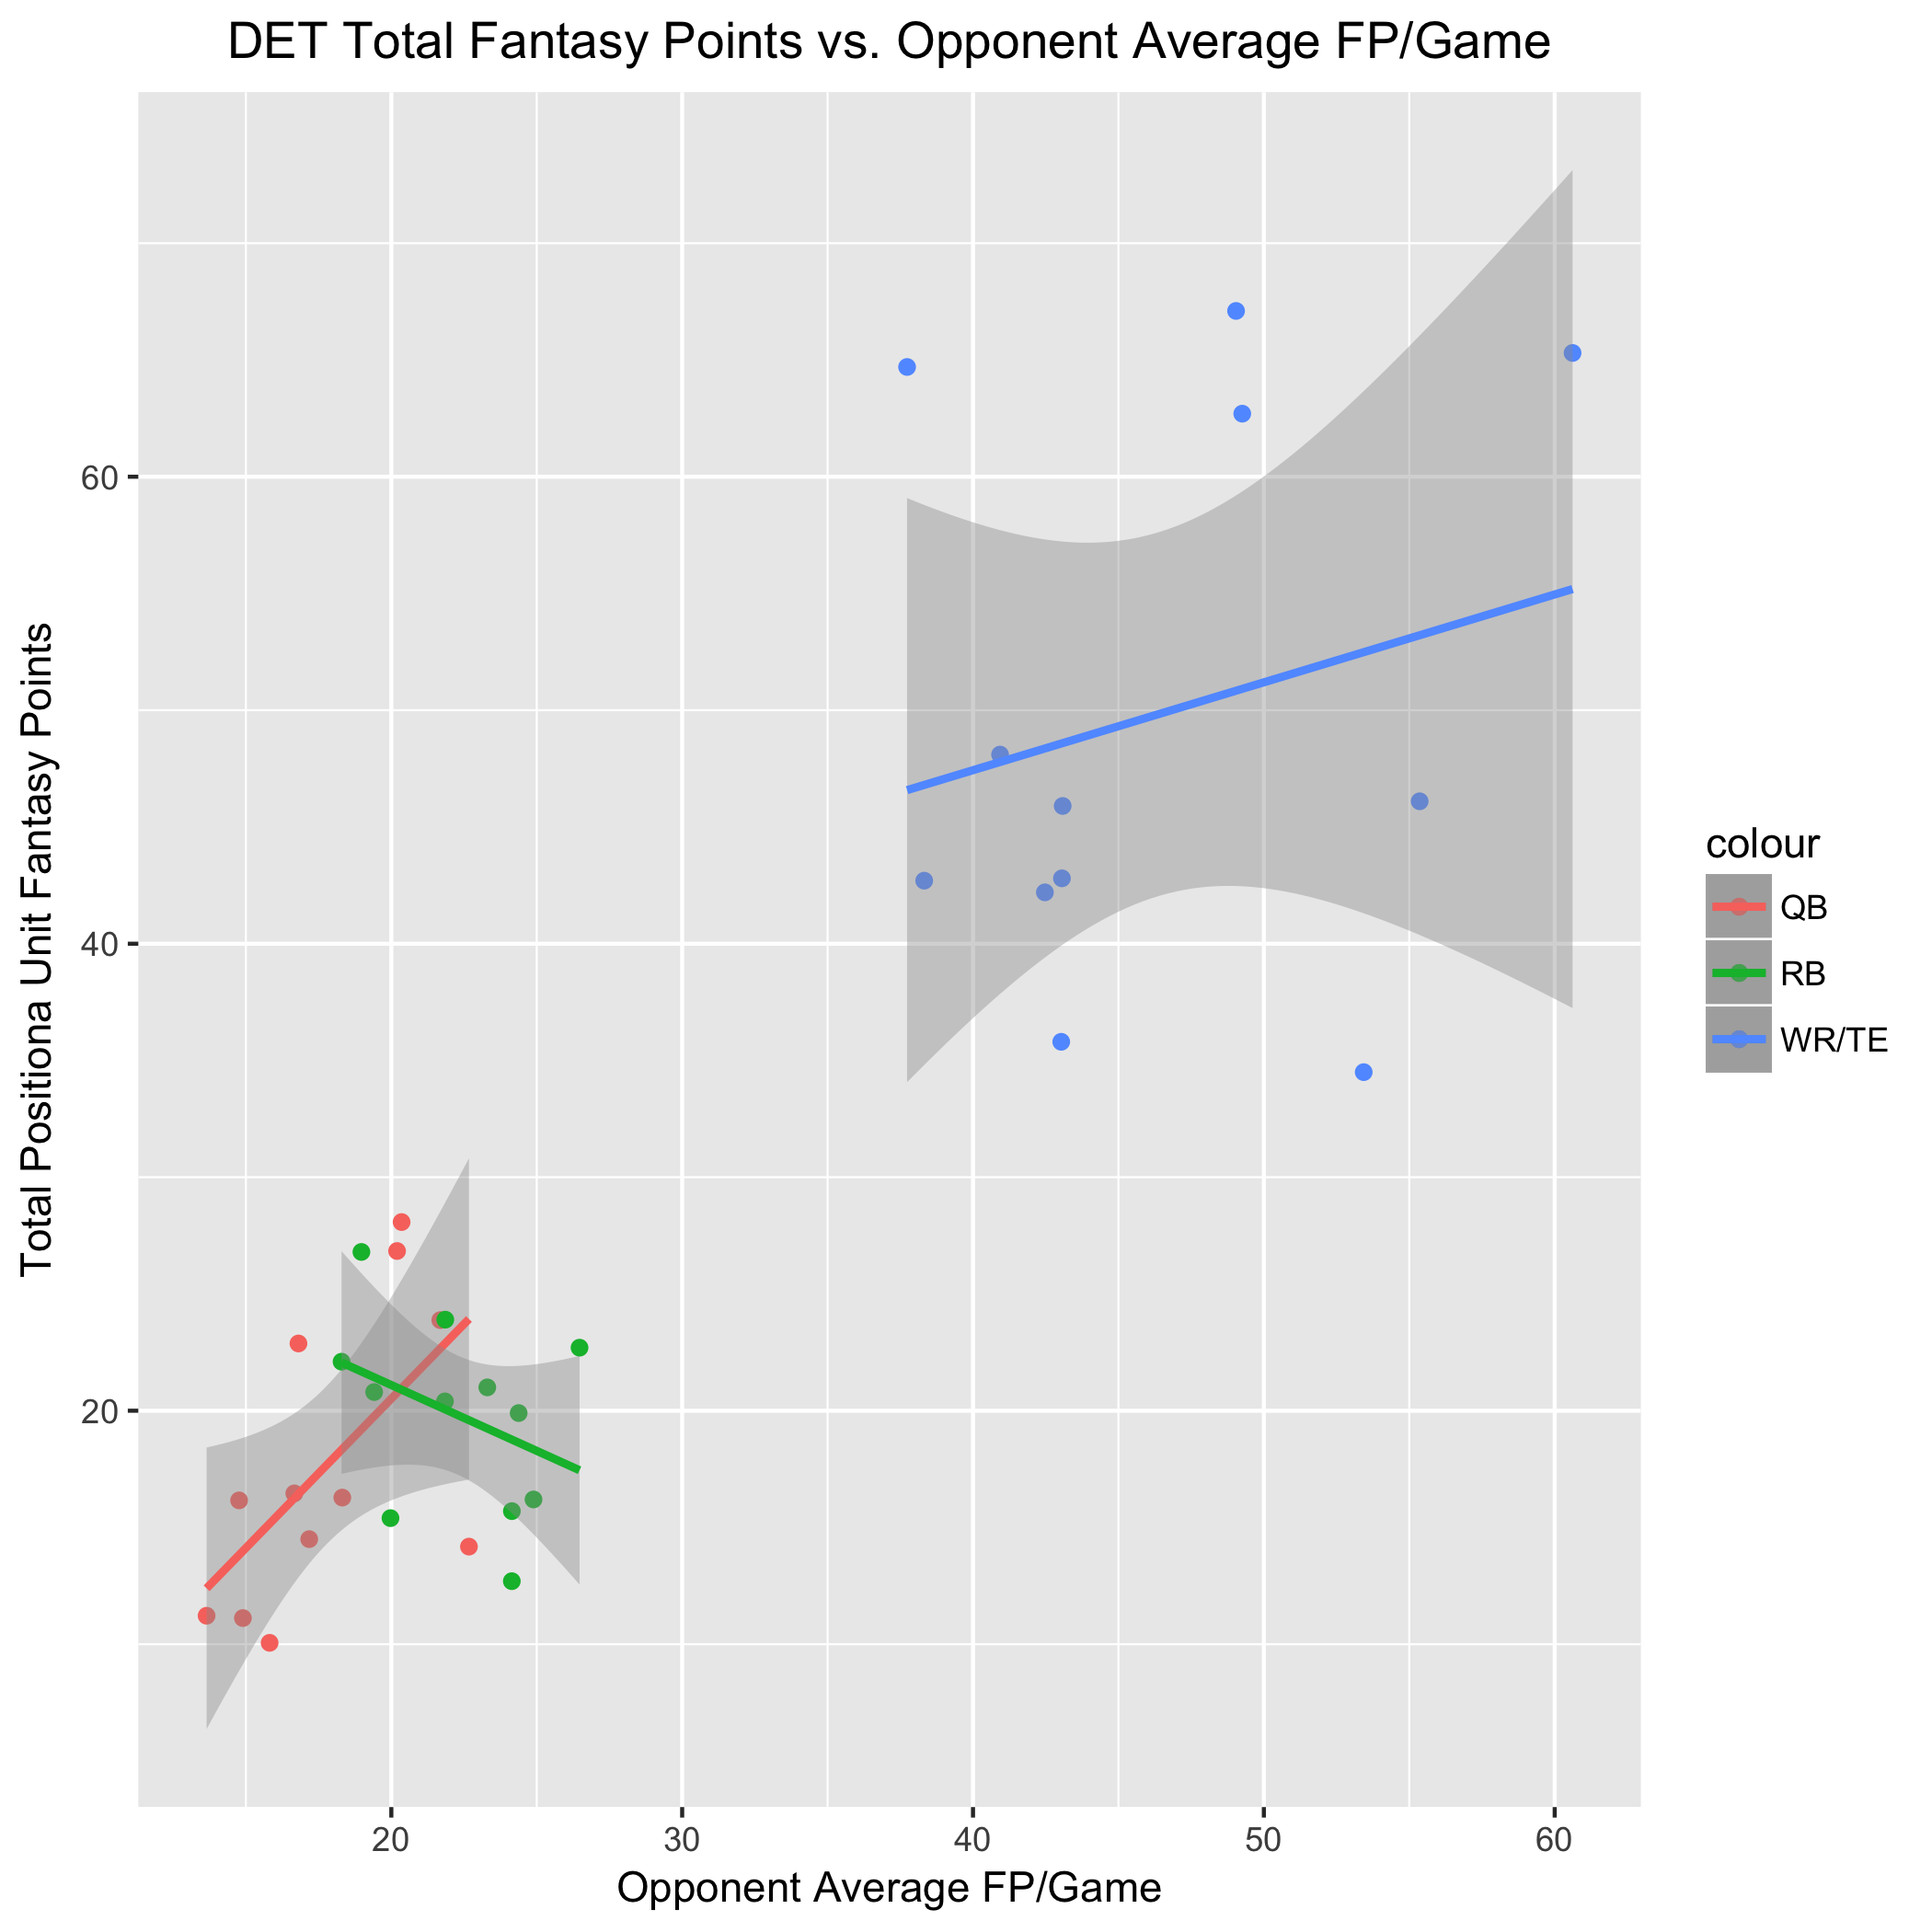 DET Total Fantasy Points vs. Opponent Average FP/Game
Total Positiona Unit Fantasy Points
60
40
20
20
30
40
50
60
Opponent Average FP/Game
colour
QB
RB
WR/TE